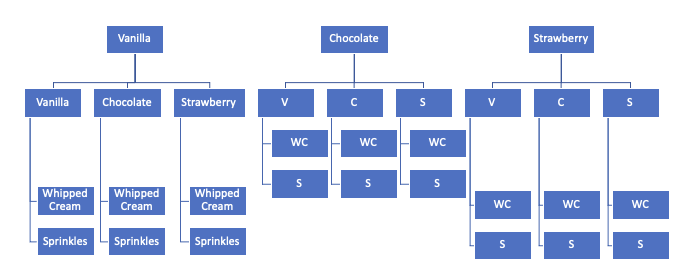 Vanilla
Chocolate
Strawberry
Vanilla
Chocolate
Strawberry
V
C
S
V
C
S
WC
WC
WC
S
S
S
Whipped
Cream
Whipped
Cream
Whipped
Cream
WC
WC
WC
Sprinkles
Sprinkles
Sprinkles
S
S
S